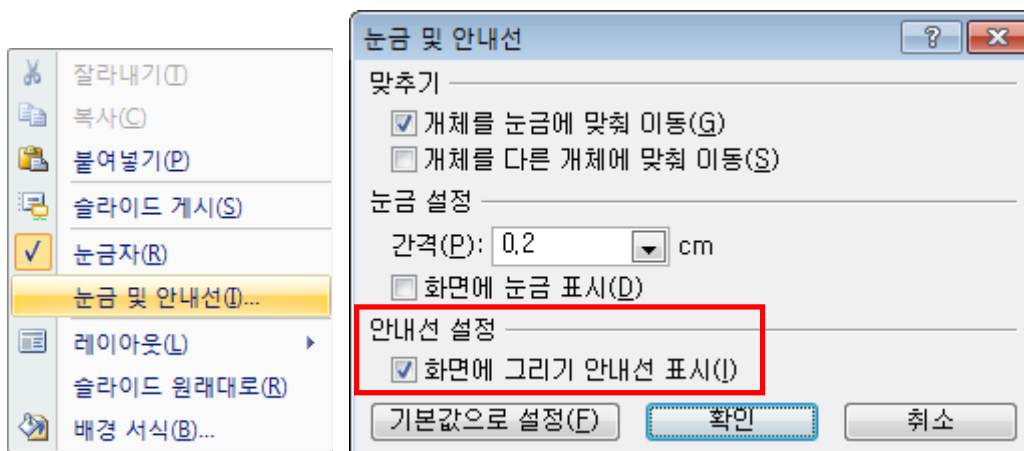 잘라내기(T)
복사(C)
붙여넣기(P)
슬라이드 게시(S)
눈금자(R)
눈금 및 안내선(I)...
레이아웃(L)
슬라이드 원래대로(R)
배경 서식(B)...
눈금 및 안내선
맞추기
개체를 눈금에 맞춰 이동(G)
개체를 다른 개체에 맞춰 이동(S)
눈금 설정
간격(P): 0,2 cm
화면에 눈금 표시(D)
안내선 설정
화면에 그리기 안내선 표시(I)
기본값으로 설정(F) 확인 취소